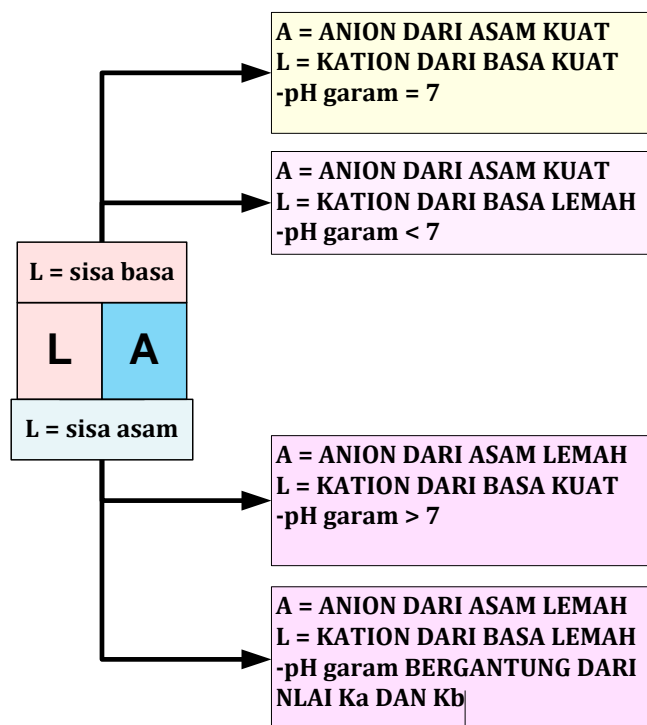 A = ANION DARI ASAM KUAT
L = KATION DARI BASA KUAT
-pH garam = 7
A = ANION DARI ASAM KUAT
L = KATION DARI BASA LEMAH
-pH garam < 7
L = sisa basa
L A
L = sisa asam
A = ANION DARI ASAM LEMAH
L = KATION DARI BASA KUAT
-pH garam > 7
A = ANION DARI ASAM LEMAH
L = KATION DARI BASA LEMAH
-pH garam BERGANTUNG DARI
NLAI Ka DAN Kb